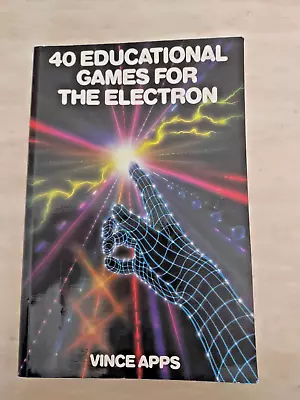 40 EDUCATIONAL
GAMES FOR
THE ELECTRON
VINCE APPS